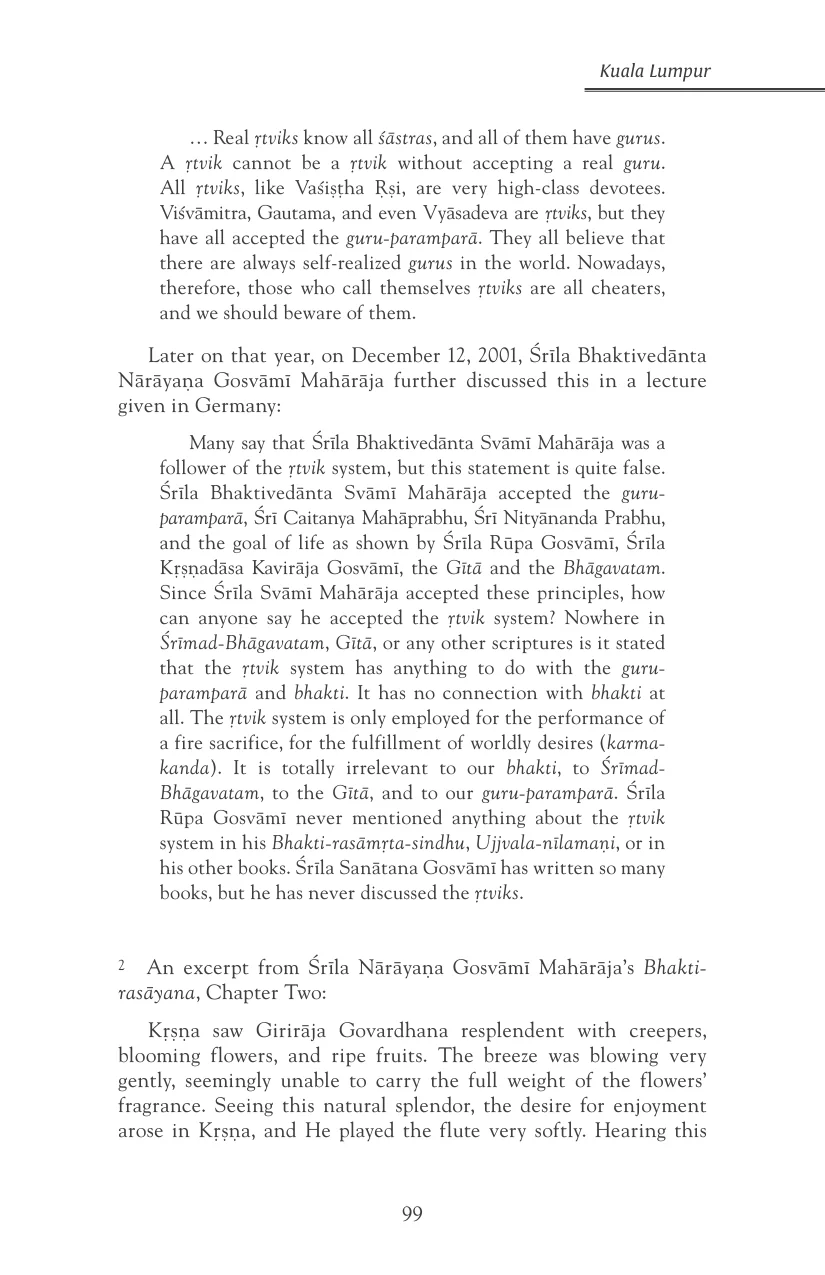 Kuala Lumpur
… Real ṛtviks know all śāstras, and all of them have gurus.
A ṛtvik cannot be a ṛtvik without accepting a real guru.
All ṛtviks, like Vaśiṣṭha Ṛṣi, are very high-class devotees.
Viśvāmitra, Gautama, and even Vyāsadeva are ṛtviks, but they
have all accepted the guru-paramparā. They all believe that
there are always self-realized gurus in the world. Nowadays,
therefore, those who call themselves ṛtviks are all cheaters,
and we should beware of them.
Later on that year, on December 12, 2001, Śrīla Bhaktivedānta
Nārāyaṇa Gosvāmī Mahārāja further discussed this in a lecture
given in Germany:
Many say that Śrīla Bhaktivedānta Svāmī Mahārāja was a
follower of the ṛtvik system, but this statement is quite false.
Śrīla Bhaktivedānta Svāmī Mahārāja accepted the guru-
paramparā, Śrī Caitanya Mahāprabhu, Śrī Nityānanda Prabhu,
and the goal of life as shown by Śrīla Rūpa Gosvāmī, Śrīla
Kṛṣṇadāsa Kavirāja Gosvāmī, the Gītā and the Bhāgavatam.
Since Śrīla Svāmī Mahārāja accepted these principles, how
can anyone say he accepted the ṛtvik system? Nowhere in
Śrīmad-Bhāgavatam, Gītā, or any other scriptures is it stated
that the ṛtvik system has anything to do with the guru-
paramparā and bhakti. It has no connection with bhakti at
all. The ṛtvik system is only employed for the performance of
a fire sacrifice, for the fulfillment of worldly desires (karma-
kanda). It is totally irrelevant to our bhakti, to Śrīmad-
Bhāgavatam, to the Gītā, and to our guru-paramparā. Śrīla
Rūpa Gosvāmī never mentioned anything about the ṛtvik
system in his Bhakti-rasāmṛta-sindhu, Ujjvala-nīlamaṇi, or in
his other books. Śrīla Sanātana Gosvāmī has written so many
books, but he has never discussed the ṛtviks.
2 An excerpt from Śrīla Nārāyaṇa Gosvāmī Mahārāja’s Bhakti-
rasāyana, Chapter Two:
Kṛṣṇa saw Girirāja Govardhana resplendent with creepers,
blooming flowers, and ripe fruits. The breeze was blowing very
gently, seemingly unable to carry the full weight of the flowers’
fragrance. Seeing this natural splendor, the desire for enjoyment
arose in Kṛṣṇa, and He played the flute very softly. Hearing this
99